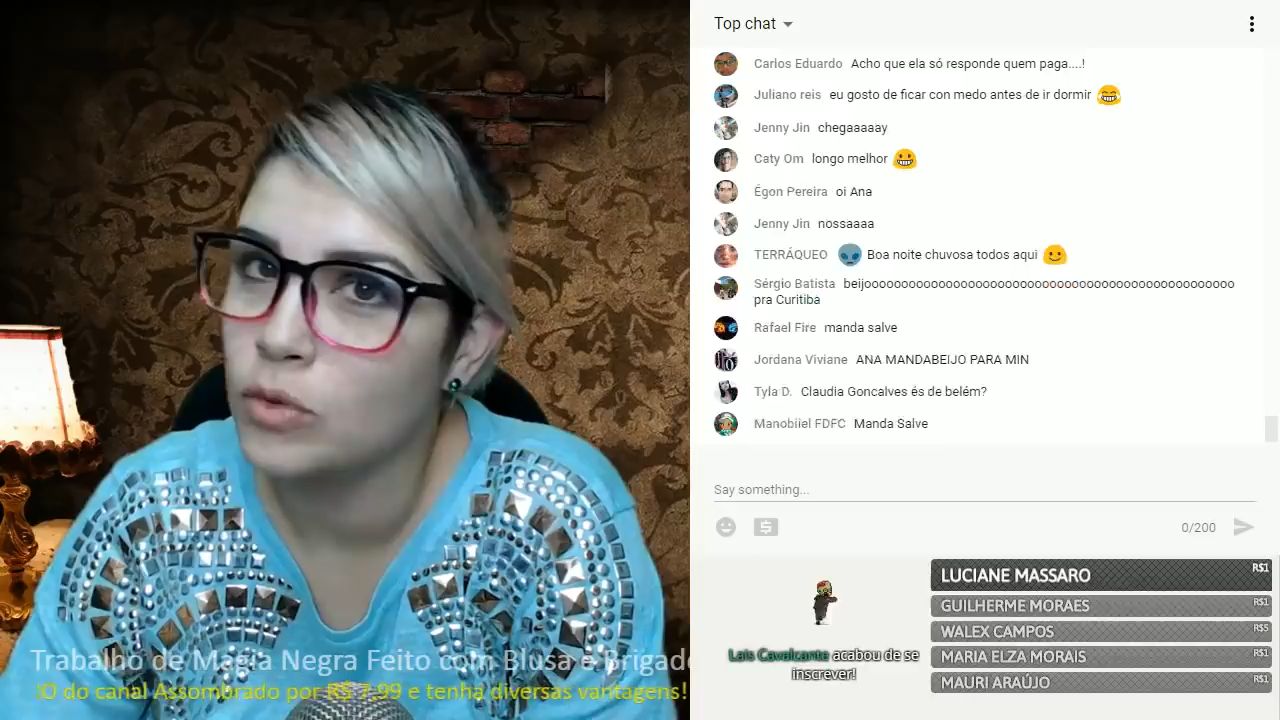 Top chat
Carlos Eduardo Acho que ela só responde quem paga....!
Juliano reis eu gosto de ficar con medo antes de ir dormir
Jenny Jin chegaaaaay
Caty Om longo melhor
Égon Pereira oi Ana
Jenny Jin nossaaaa
TERRÁQUEO Boa noite chuvosa todos aqui
Sérgio Batista beijooooooooooooooooooooooooooooooooooooooooooooooooooo
pra Curitiba
Rafael Fire manda salve
Jordana Viviane ANA MANDABEIJO PARA MIN
Tyla D. Claudia Goncalves és de belém?
Manobiiel FDFC Manda Salve
Say something...
0/200
LUCIANE MASSARO R$1
GUILHERME MORAES R$1
WALEX CAMPOS R$5
MARIA ELZA MORAIS R$1
MAURI ARAÚJO R$1
Lais Cavalcante acabou de se
inscrever!
Trabalho de Magia Negra Feito com Blusa e Brigade
!O do canal Assombrado por R$ 7,99 e tenha diversas vantagens!